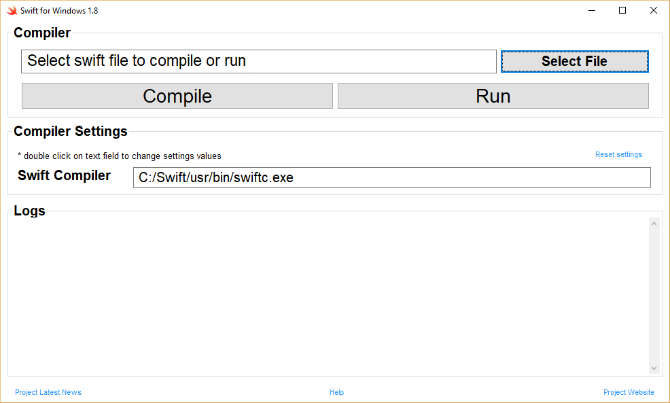 Swift for Windows 1.8
Compiler
Select swift file to compile or run
Select File
Compile
Run
Compiler Settings
* double click on text field to change settings values
Reset settings
Swift Compiler
C:/Swift/usr/bin/swiftc.exe
Logs
Project Latest News
Help
Project Website